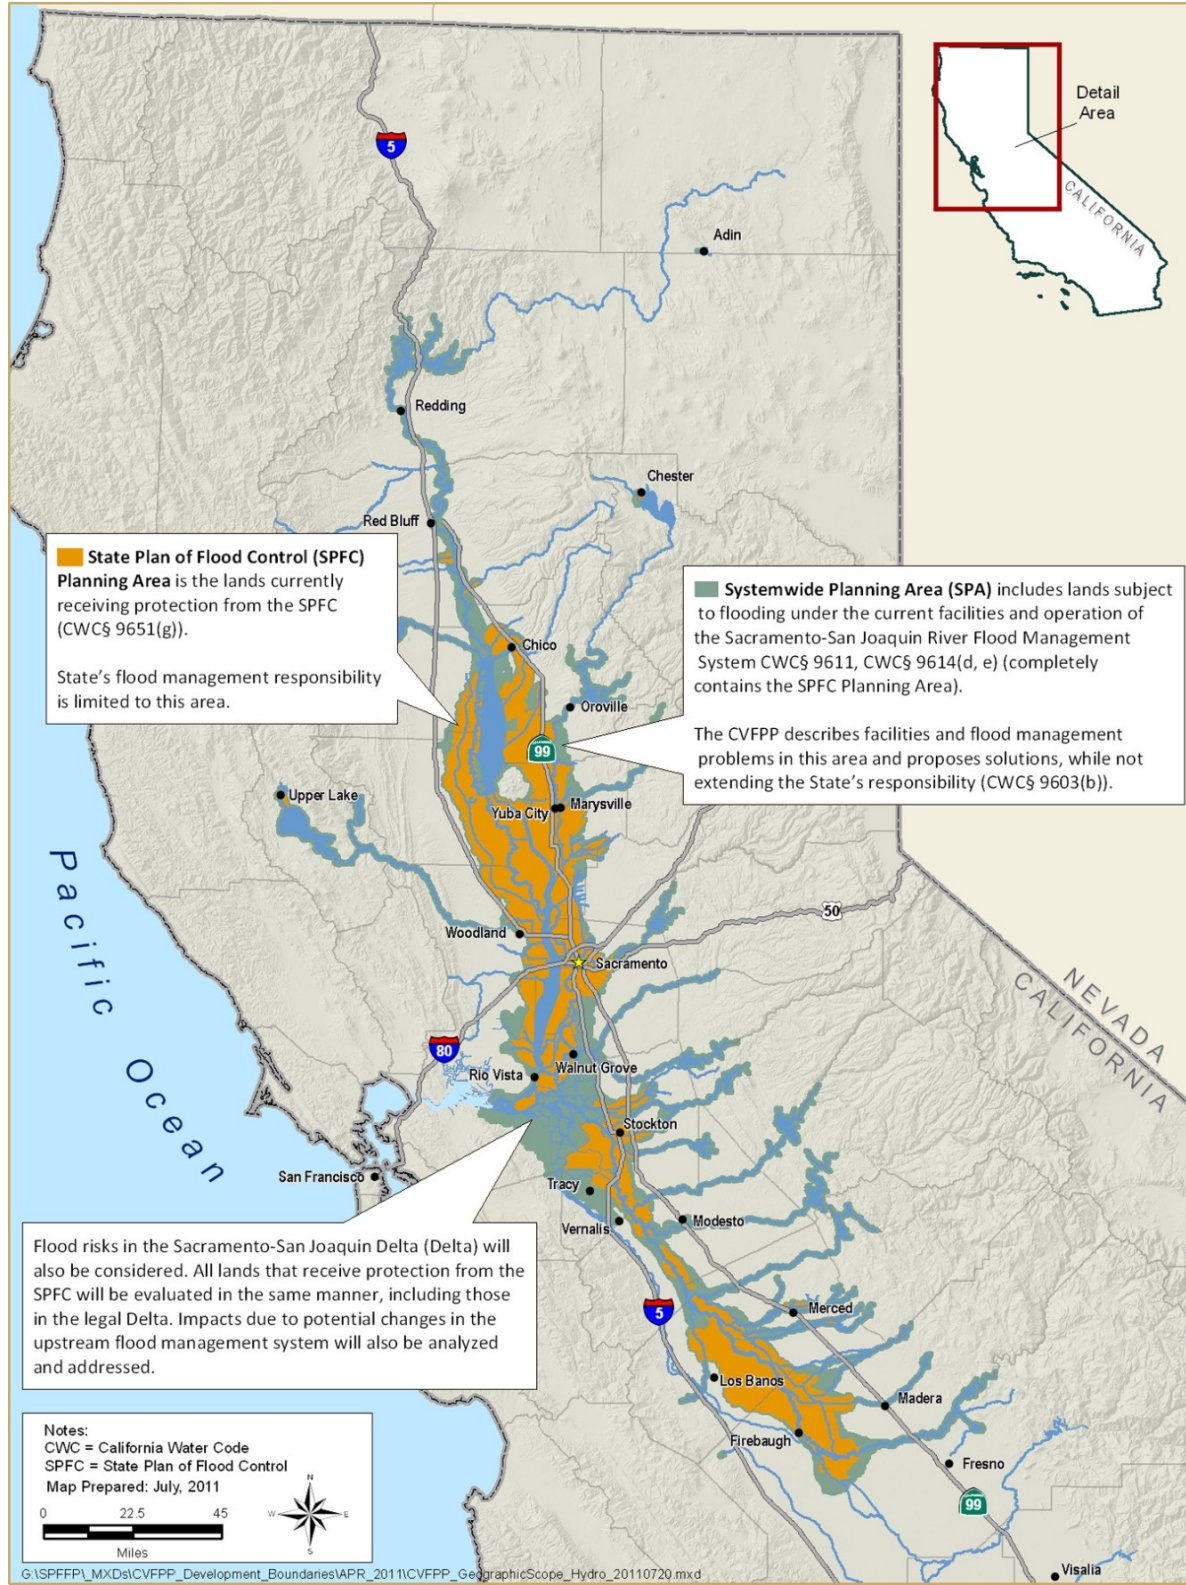 5
Detail
Area
CALIFORNIA
Adin
Redding
Chester
Red Bluff
State Plan of Flood Control (SPFC)
Planning Area is the lands currently
receiving protection from the SPFC
(CWC§ 9651(g)).
State's flood management responsibility
is limited to this area.
Systemwide Planning Area (SPA) includes lands subject
to flooding under the current facilities and operation of
the Sacramento-San Joaquin River Flood Management
System CWC§ 9611, CWC§ 9614(d, e) (completely
contains the SPFC Planning Area).
The CVFPP describes facilities and flood management
problems in this area and proposes solutions, while not
extending the State's responsibility (CWC§ 9603(b)).
Chico
Oroville
99
Upper Lake
Marysville
Yuba City
Pacific Ocean
50
Woodland
Sacramento
NEVADA
CALIFORNIA
80
Walnut Grove
Rio Vista
Stockton
San Francisco
Tracy
Vernalis
Modesto
Flood risks in the Sacramento-San Joaquin Delta (Delta) will
also be considered. All lands that receive protection from the
SPFC will be evaluated in the same manner, including those
in the legal Delta. Impacts due to potential changes in the
upstream flood management system will also be analyzed
and addressed.
5
Merced
Los Banos
Madera
Firebaugh
Fresno
99
Visalia
Notes:
CWC = California Water Code
SPFC = State Plan of Flood Control
Map Prepared: July, 2011
0 22.5 45
Miles
N
W E
S
G:\SPFFP\_MXDs\CVFPP_Development_Boundaries\APR_2011\CVFPP_GeographicScope_Hydro_20110720.mxd